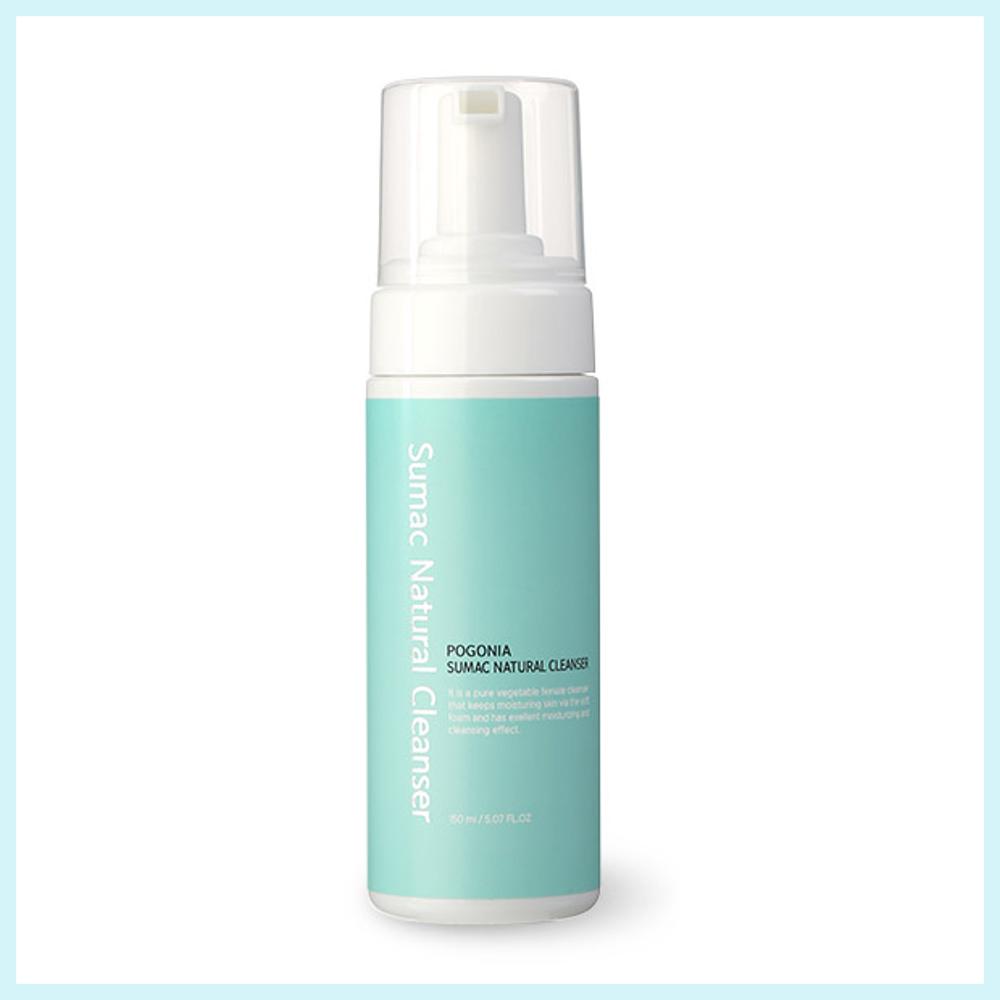 Sumac Natural Cleanser
POGONIA
SUMAC NATURAL CLEANSER
It is a pure vegetable female cleanser
that keeps moisturing skin via the soft
foam and has exellent moisturizing and
cleansing effect.
150 ml / 5.07 FL.OZ